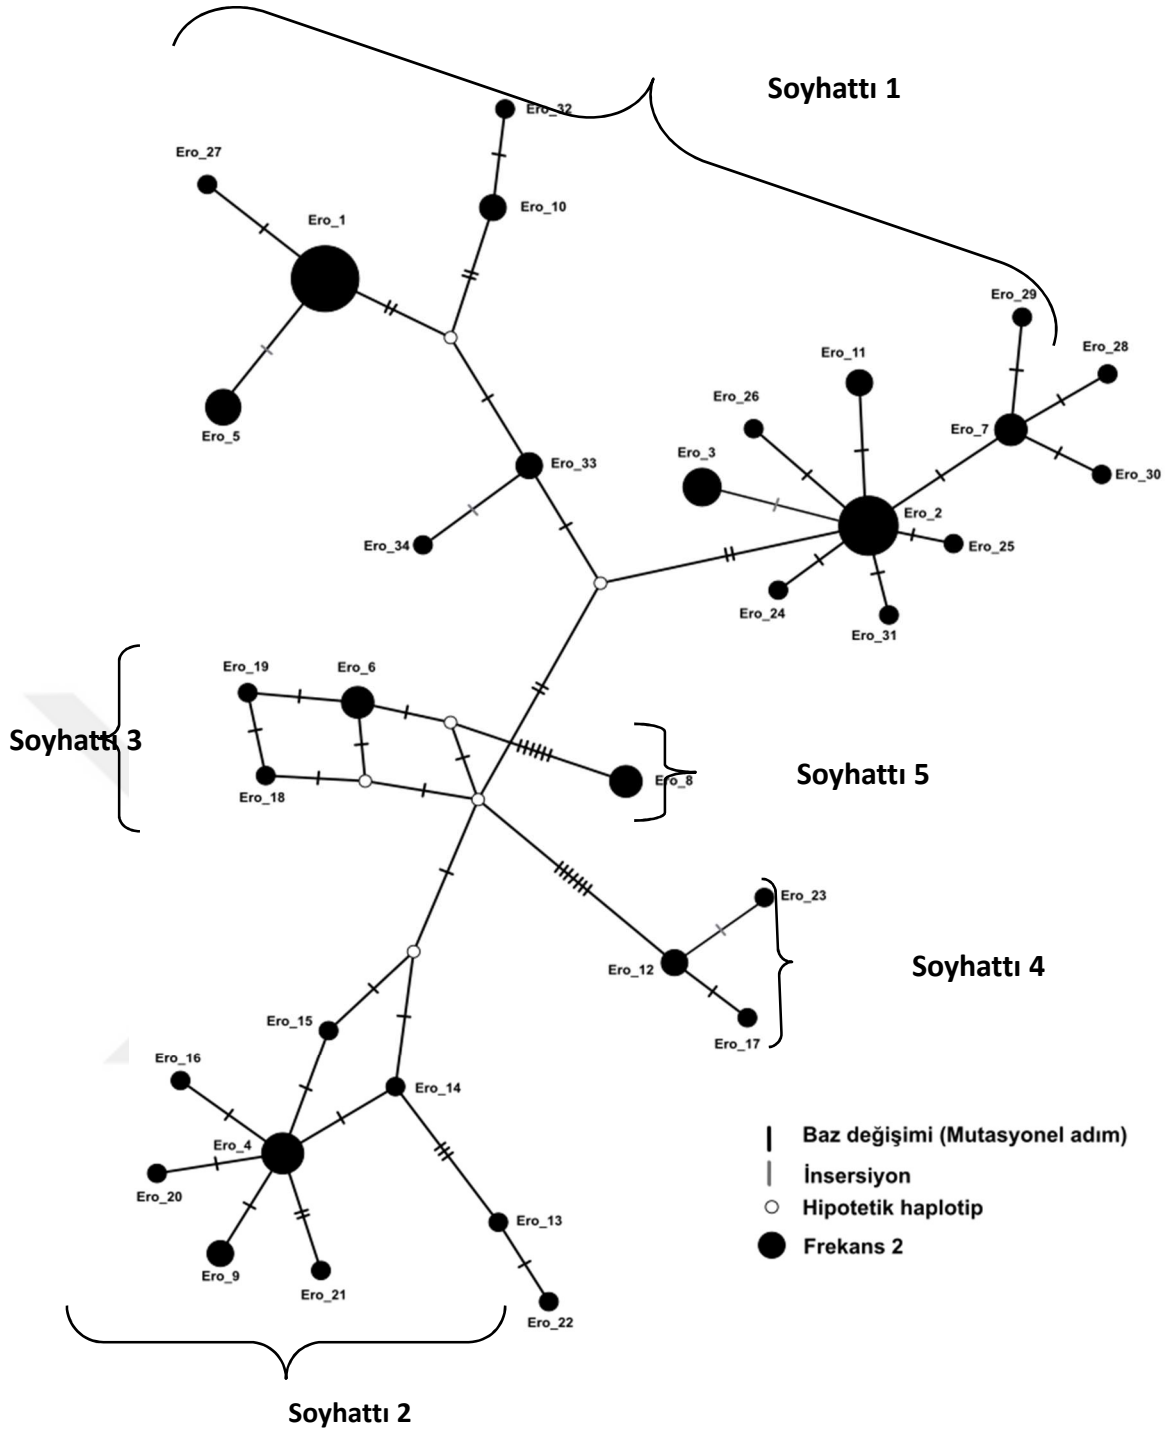 Soyhattı 1
Ero_32
Ero_27
Ero_10
Ero_1
Ero_29
Ero_28
Ero_11
Ero_26
Ero_7
Ero_5
Ero_3
Ero_33
Ero_30
Ero_2
Ero_34
Ero_25
Ero_24
Ero_31
Ero_19
Ero_6
Soyhattı 3
Soyhattı 5
Ero_8
Ero_18
Ero_23
Ero_12
Soyhattı 4
Ero_15
Ero_17
Ero_16
Ero_14
Ero_4
Baz değişimi (Mutasyonel adım)
İnsersiyon
Ero_20
Hipotetik haplotip
Ero_13
Frekans 2
Ero_9
Ero_21
Ero_22
Soyhattı 2